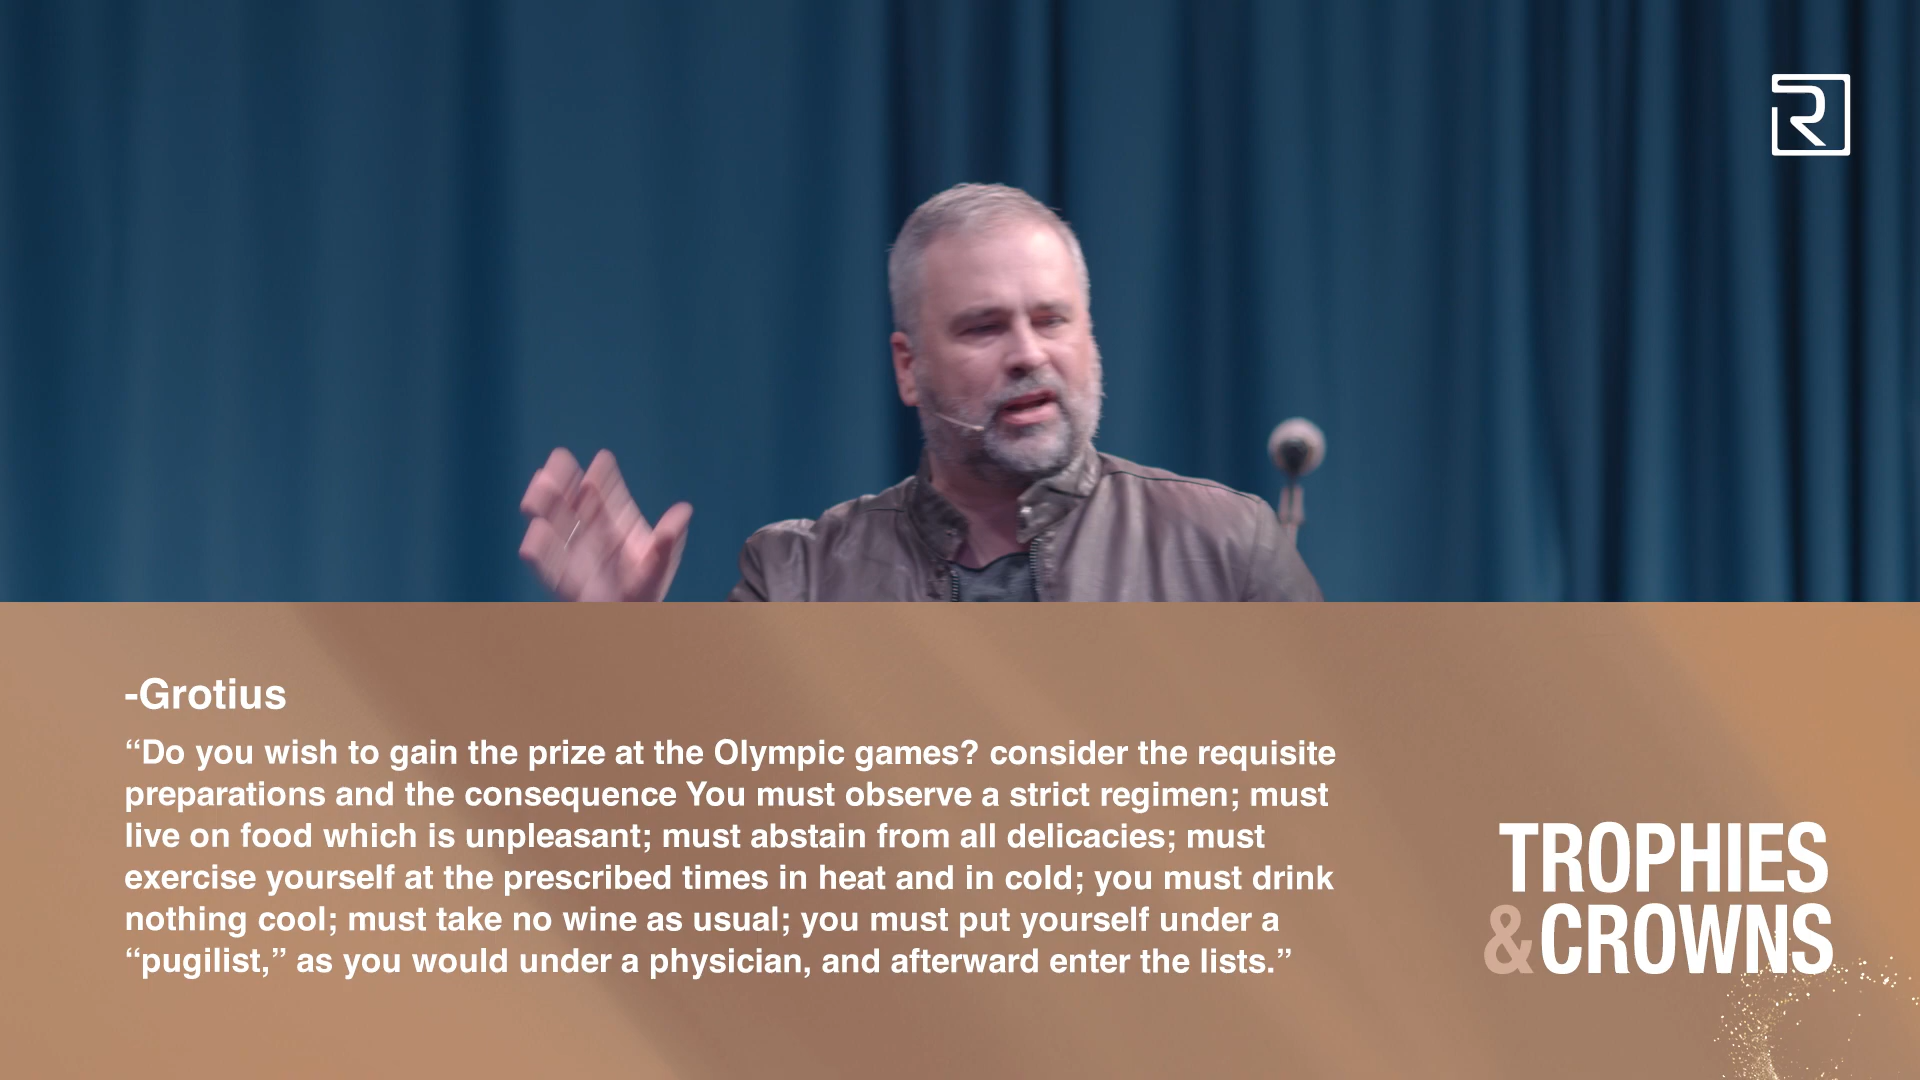 R
-Grotius
“Do you wish to gain the prize at the Olympic games? consider the requisite
preparations and the consequence You must observe a strict regimen; must
live on food which is unpleasant; must abstain from all delicacies; must
exercise yourself at the prescribed times in heat and in cold; you must drink
nothing cool; must take no wine as usual; you must put yourself under a
“pugilist,” as you would under a physician, and afterward enter the lists.”
TROPHIES
&CROWNS